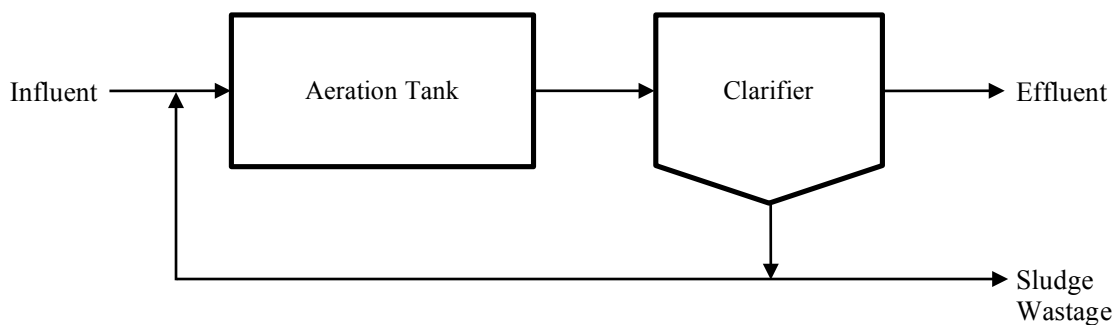 Influent
Aeration Tank
Clarifier
Effluent
Sludge
Wastage